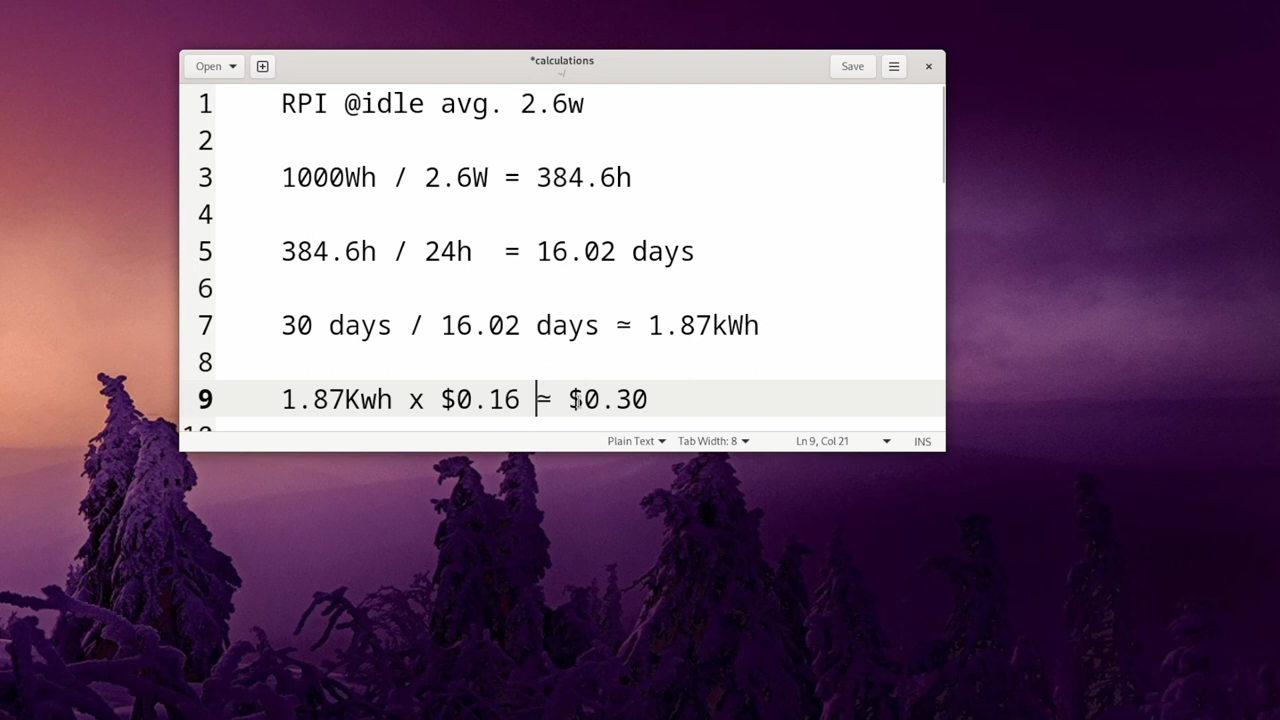 Open
*calculations
~/
Save
1 RPI @idle avg. 2.6w
2
3 1000Wh / 2.6W = 384.6h
4
5 384.6h / 24h  = 16.02 days
6
7 30 days / 16.02 days ≃ 1.87kWh
8
9 1.87Kwh x $0.16 ≃ $0.30
10
Plain Text Tab Width: 8 Ln 9, Col 21 INS